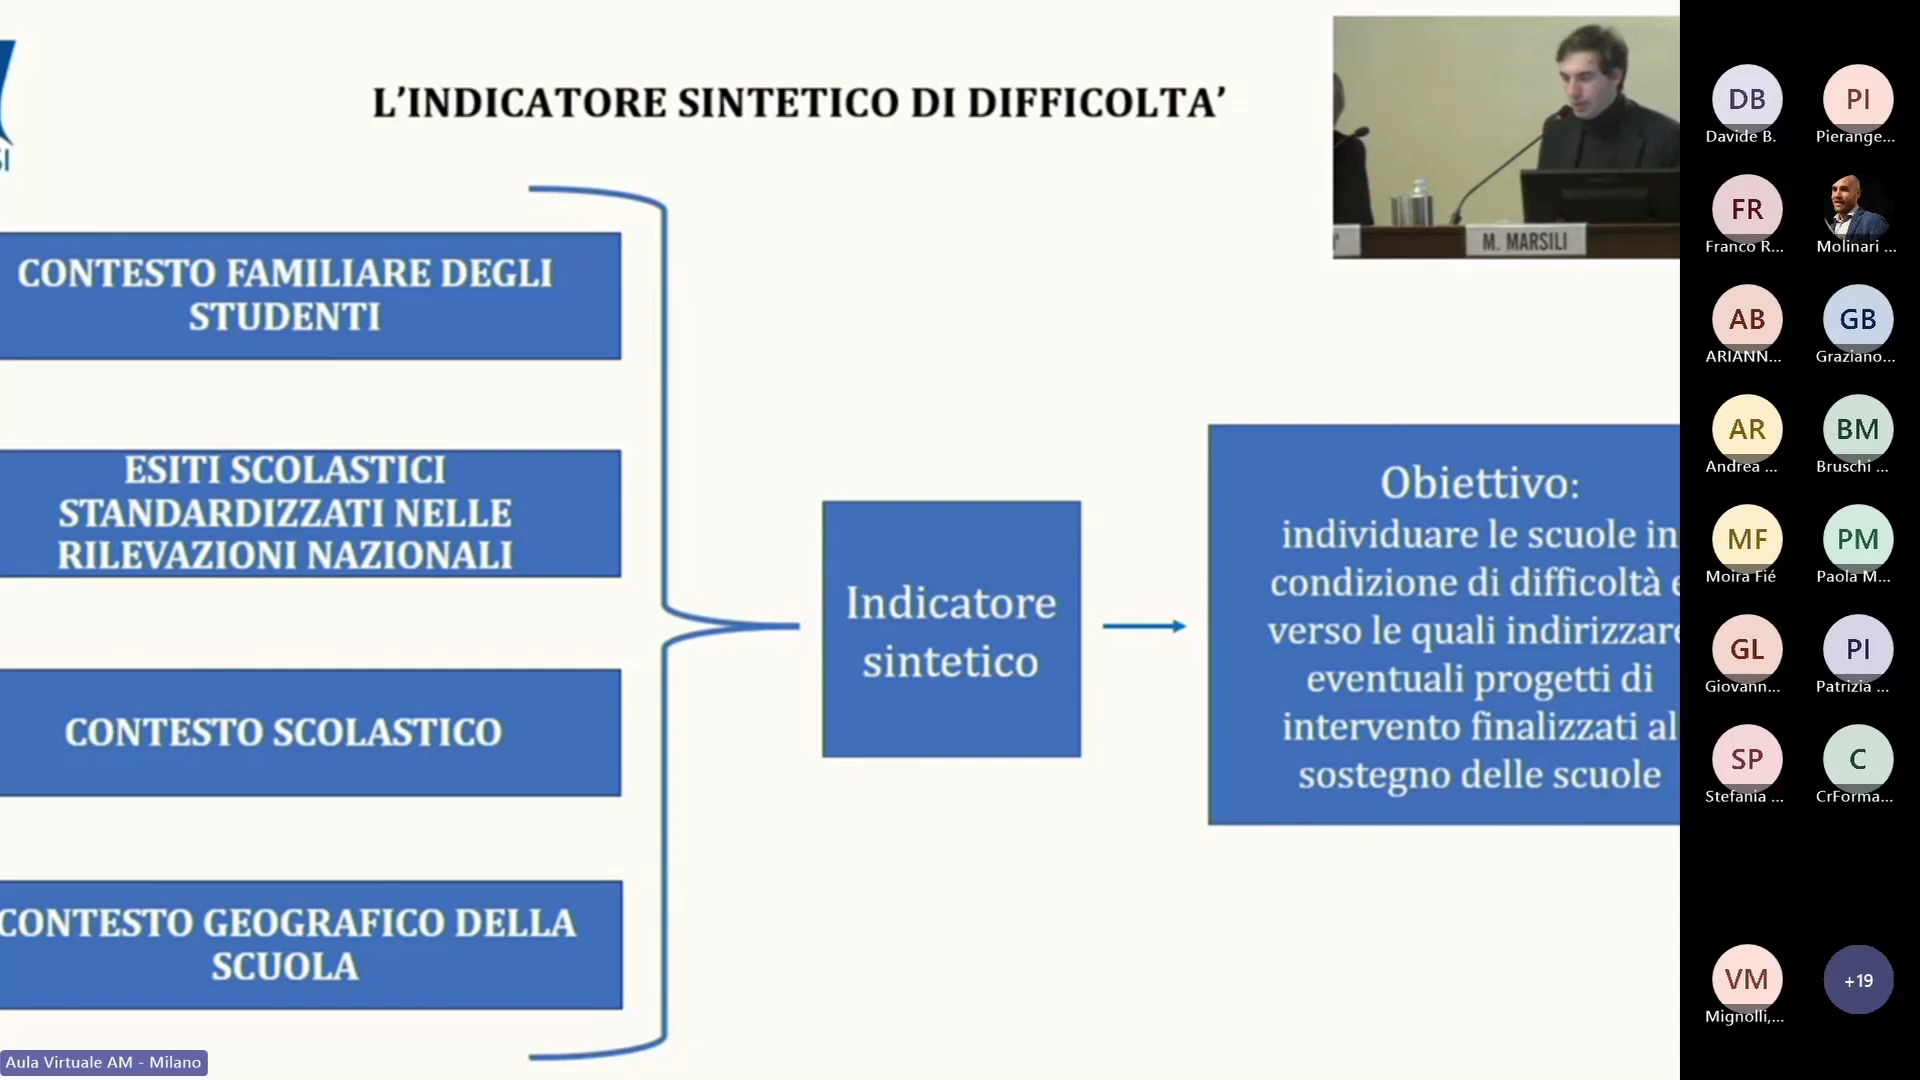 L'INDICATORE SINTETICO DI DIFFICOLTA'
CONTESTO FAMILIARE DEGLI
STUDENTI
ESITI SCOLASTICI
STANDARDIZZATI NELLE
RILEVAZIONI NAZIONALI
CONTESTO SCOLASTICO
CONTESTO GEOGRAFICO DELLA
SCUOLA
Indicatore
sintetico
Obiettivo:
individuare le scuole in
condizione di difficoltà e
verso le quali indirizzare
eventuali progetti di
intervento finalizzati al
sostegno delle scuole
M. MARSILI
DB
Davide B.
PI
Pierange...
FR
Franco R...
Molinari ...
AB
ARIANN...
GB
Graziano...
AR
Andrea ...
BM
Bruschi ...
MF
Moira Fié
PM
Paola M...
GL
Giovann...
PI
Patrizia ...
SP
Stefania ...
C
CrForma...
VM
Mignolli,...
+19
Aula Virtuale AM - Milano